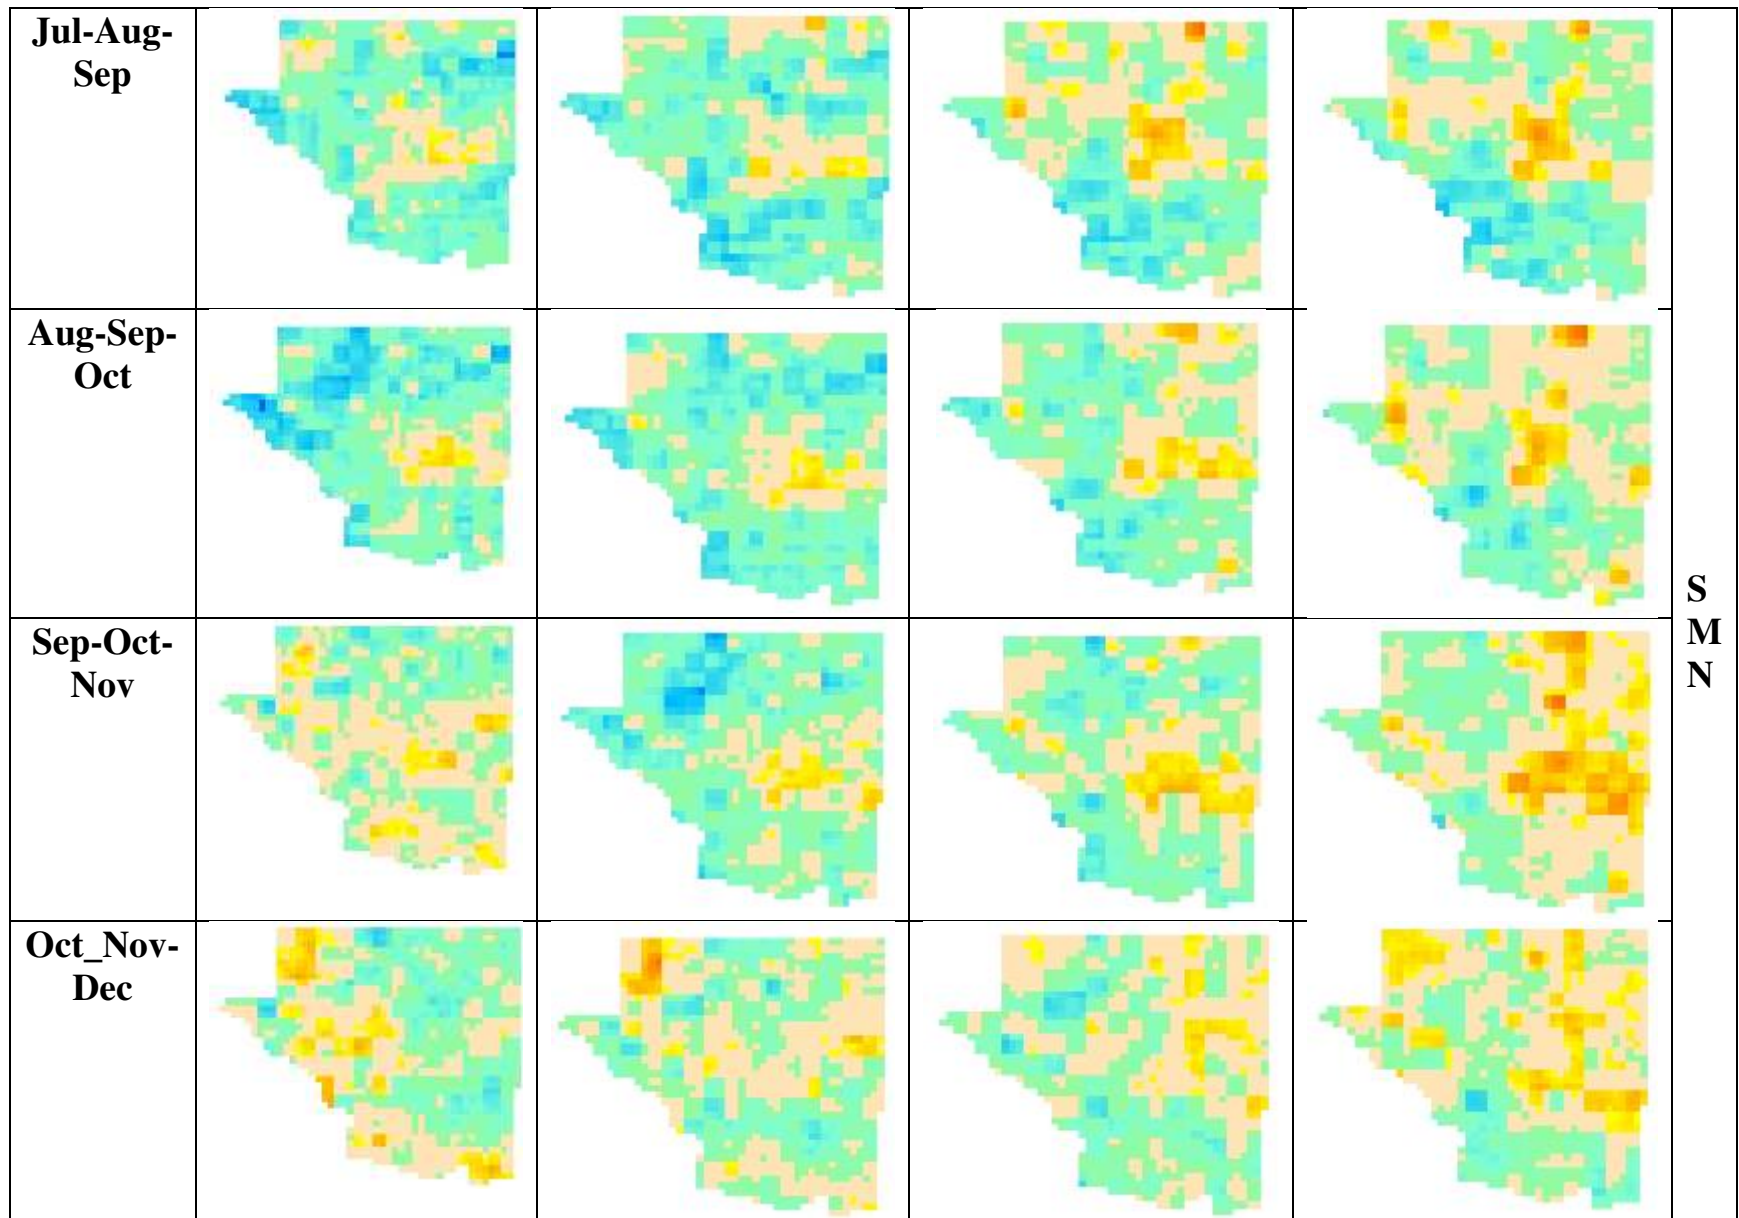 Jul-Aug-
Sep
Aug-Sep-
Oct
S
M
N
Sep-Oct-
Nov
Oct_Nov-
Dec